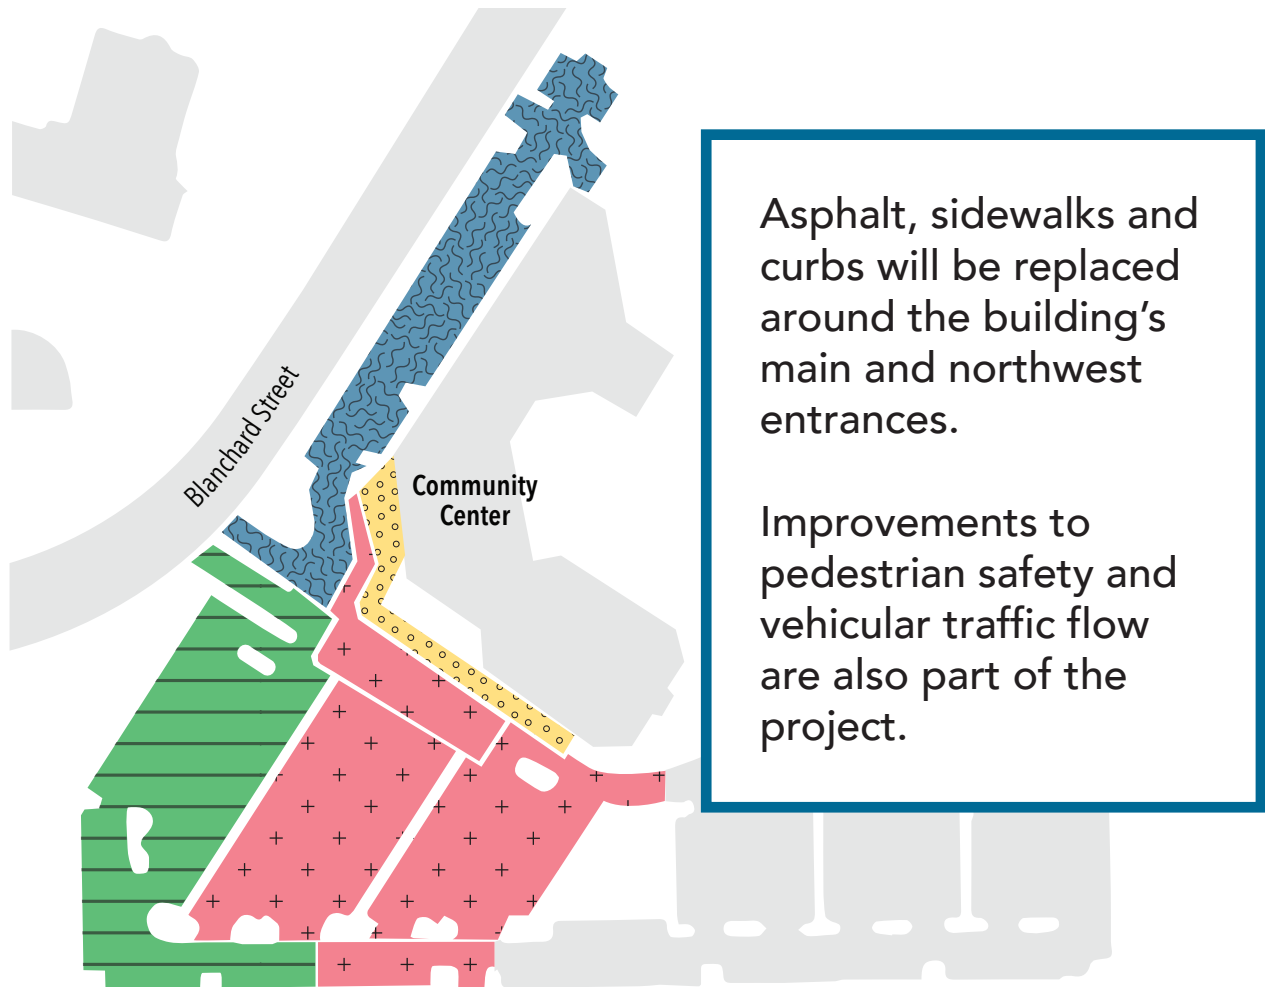 Blanchard Street
Community
Center
Asphalt, sidewalks and
curbs will be replaced
around the building’s
main and northwest
entrances.
Improvements to
pedestrian safety and
vehicular traffic flow
are also part of the
project.